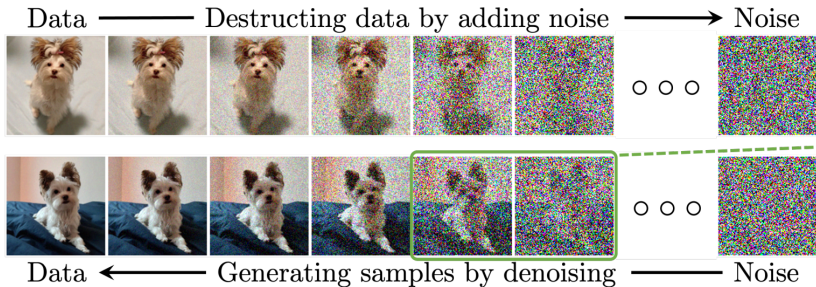 Data Destructing data by adding noise Noise
Data Generating samples by denoising Noise